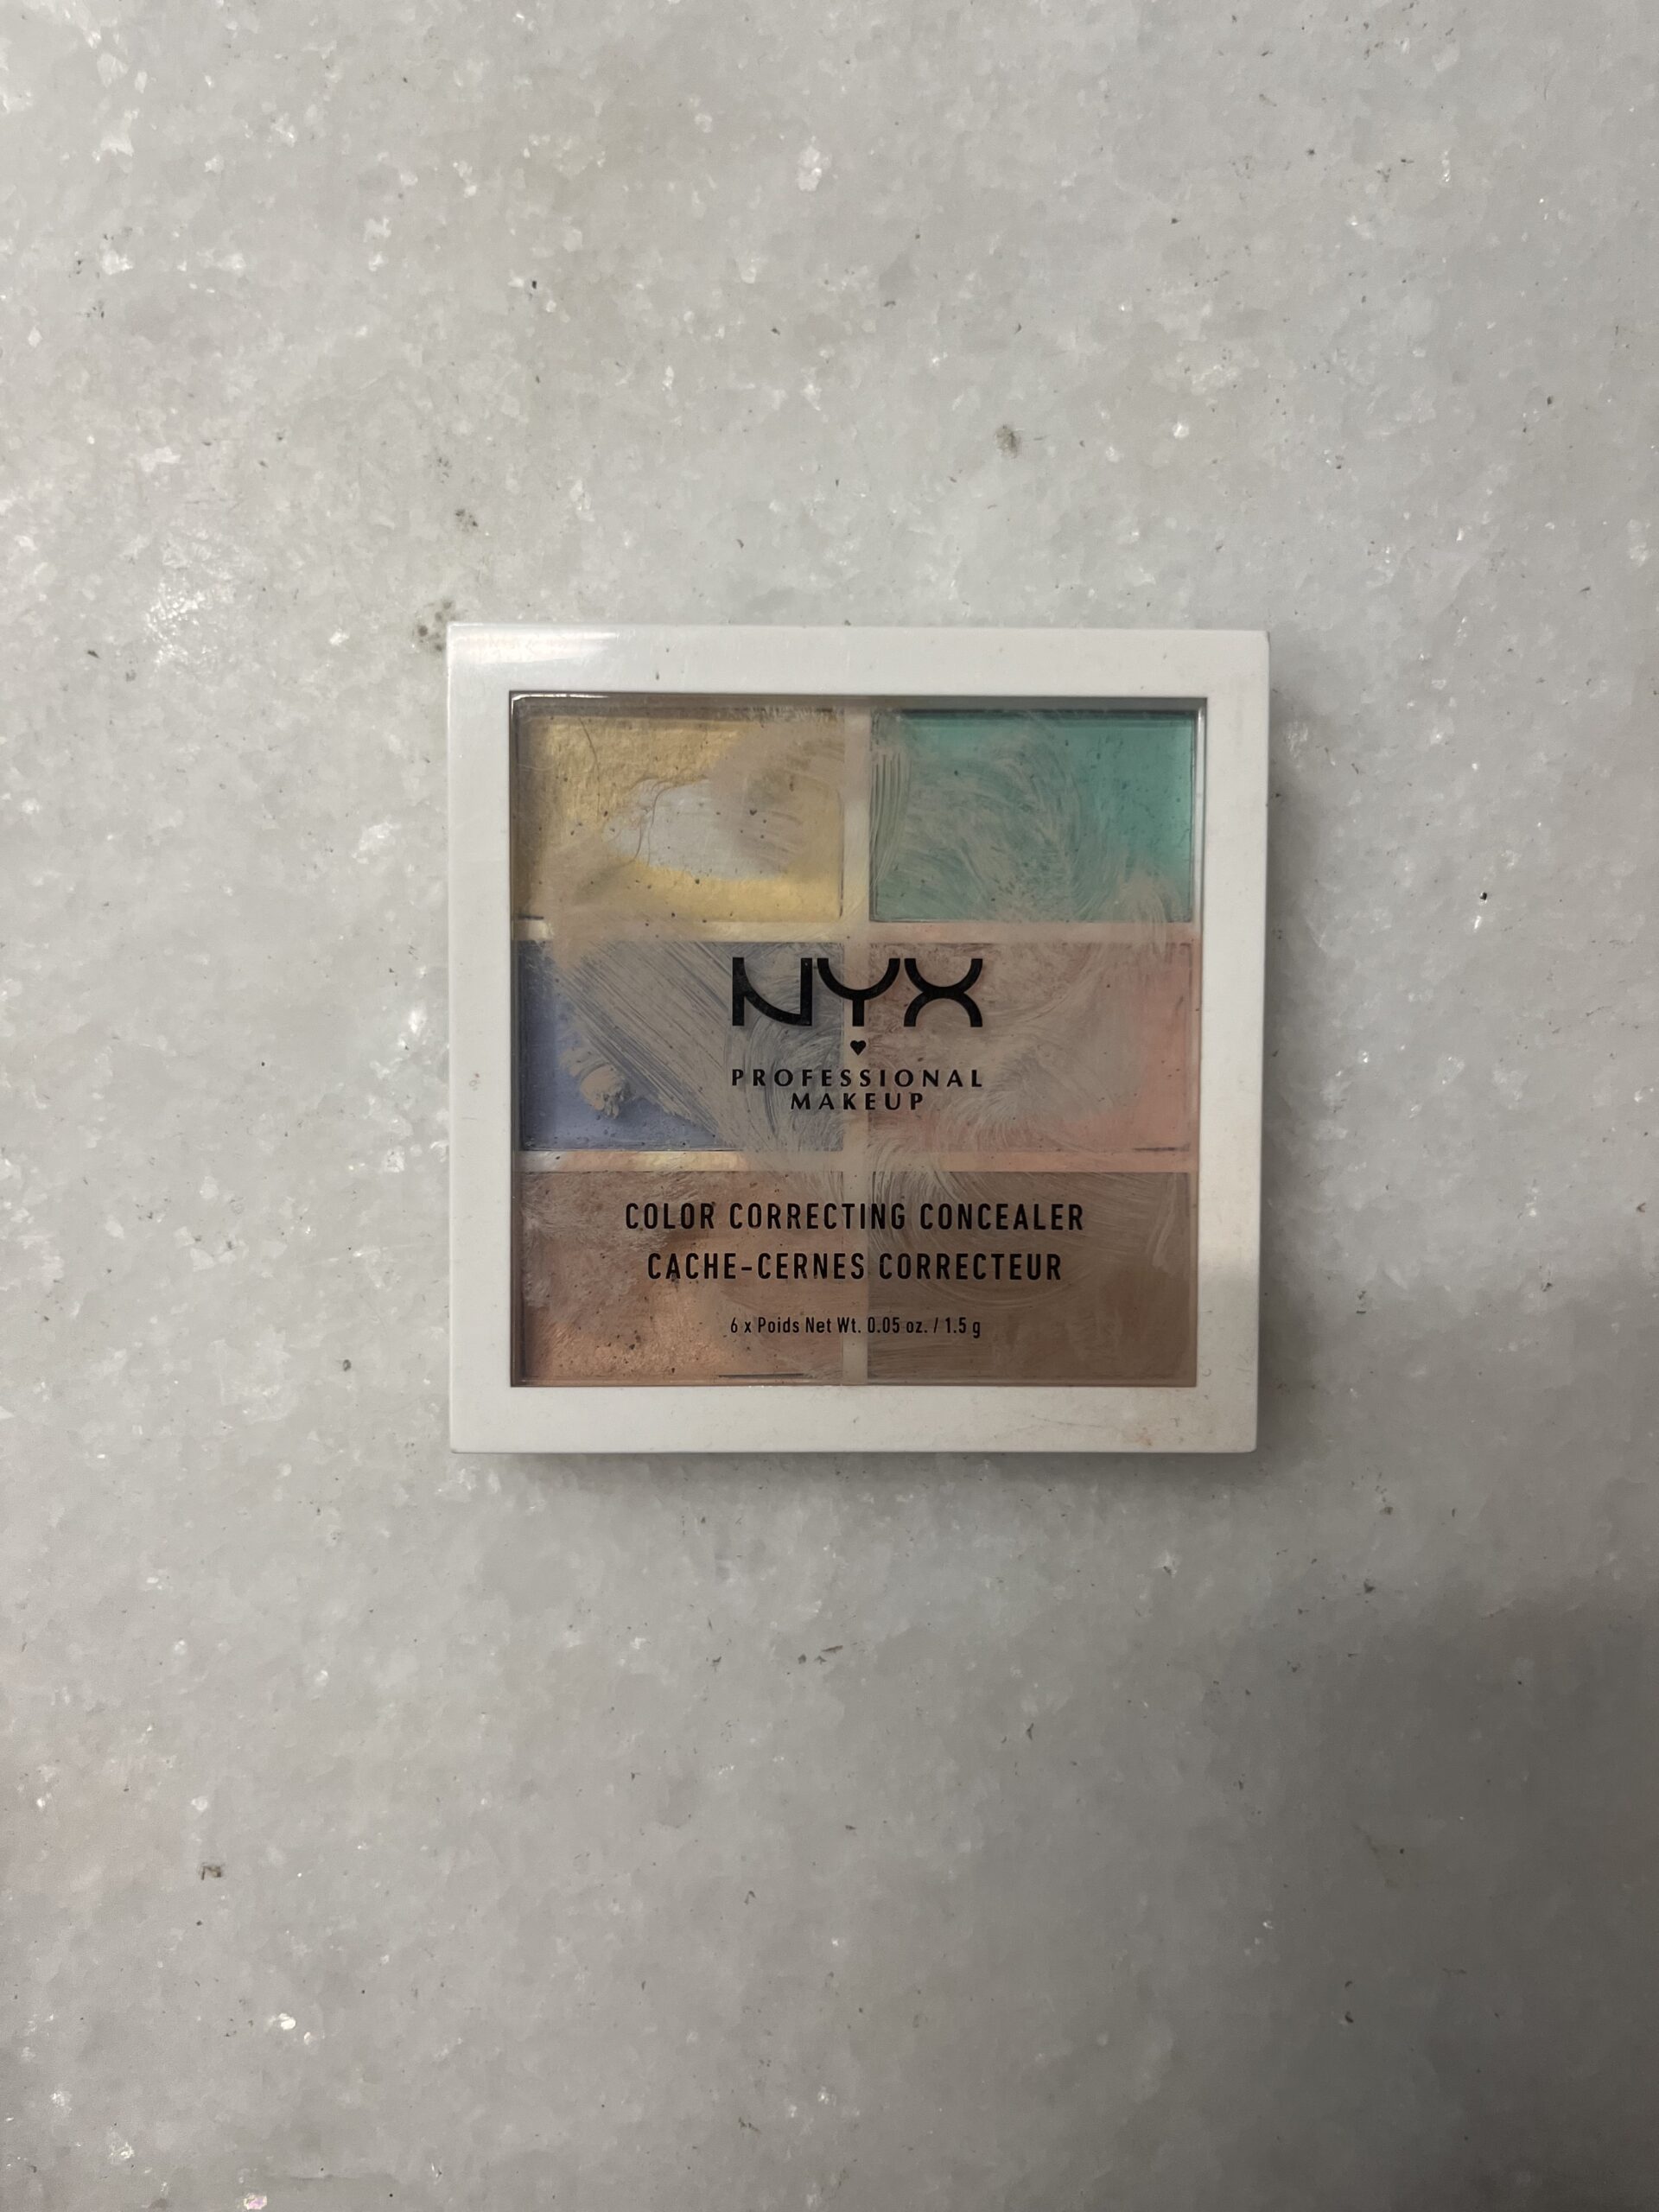 NYX
PROFESSIONAL
MAKEUP
COLOR CORRECTING CONCEALER
CACHE-CERNES CORRECTEUR
6 x Poids Net Wt. 0.05 oz. / 1.5 g